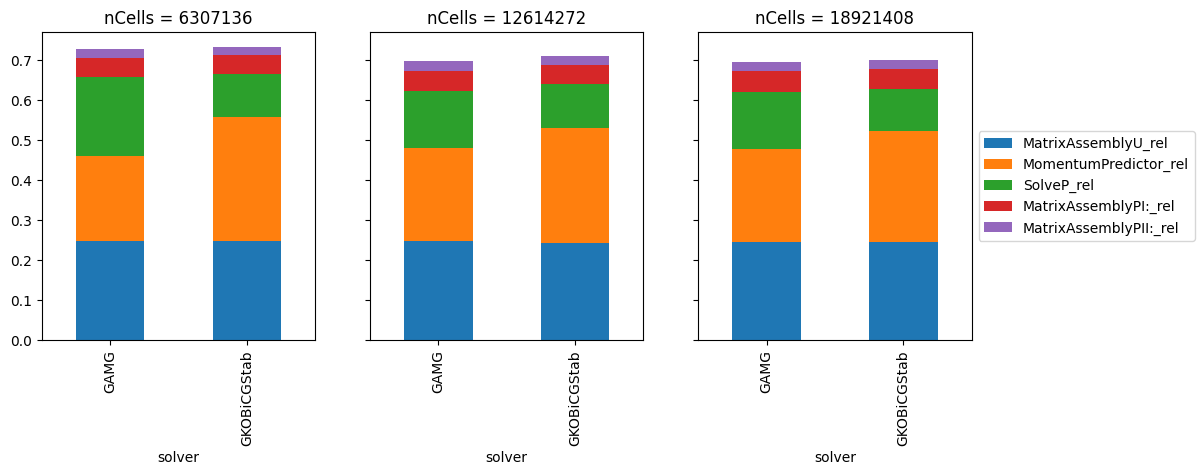 nCells = 6307136
nCells = 12614272
nCells = 18921408
0.7
0.6
0.5
0.4
0.3
0.2
0.1
0.0
MatrixAssemblyU_rel
MomentumPredictor_rel
SolveP_rel
MatrixAssemblyPI:_rel
MatrixAssemblyPII:_rel
GAMG
GKOBiCGStab
GAMG
GKOBiCGStab
GAMG
GKOBiCGStab
solver
solver
solver